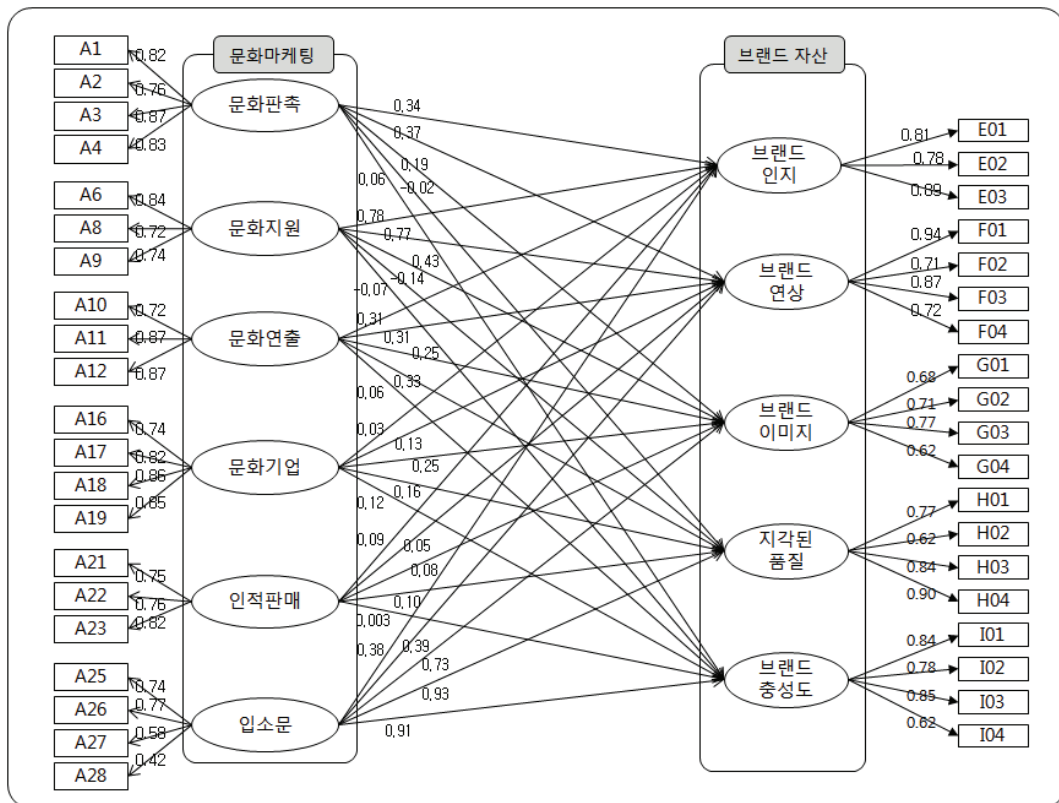 문화마케팅
브랜드 자산
A1
0.82
A2
0.76
A3
0.87
A4
0.83
문화판촉
A6
0.84
A8
0.72
A9
0.74
문화지원
A10
0.72
A11
0.87
A12
0.87
문화연출
A16
0.74
A17
0.82
A18
0.86
A19
0.85
문화기업
A21
0.75
A22
0.76
A23
0.82
인적판매
A25
0.74
A26
0.77
A27
0.58
A28
0.42
입소문
0.34
0.37
0.19
-0.02
0.06
0.78
0.77
0.43
-0.14
-0.07
0.31
0.31
0.25
0.33
0.06
0.03
0.13
0.25
0.16
0.12
0.09
0.05
0.08
0.10
0.003
0.38
0.39
0.73
0.93
0.91
브랜드
인지
0.81
E01
0.78
E02
0.89
E03
브랜드
연상
0.94
F01
0.71
F02
0.87
F03
0.72
F04
브랜드
이미지
0.68
G01
0.71
G02
0.77
G03
0.62
G04
지각된
품질
0.77
H01
0.62
H02
0.84
H03
0.90
H04
브랜드
충성도
0.84
I01
0.78
I02
0.85
I03
0.62
I04